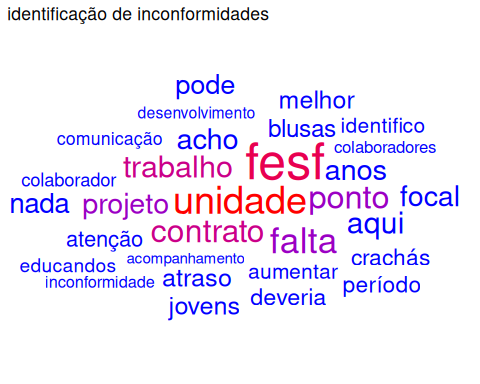 identificação de inconformidades
pode
melhor
desenvolvimento
blusas identifico
comunicação acho
colaboradores
trabalho fesf anos
colaborador
nada projeto unidade ponto focal
aqui
atenção contrato falta
educandos acompanhamento crachás
inconformidade atraso aumentar
período
jovens deveria